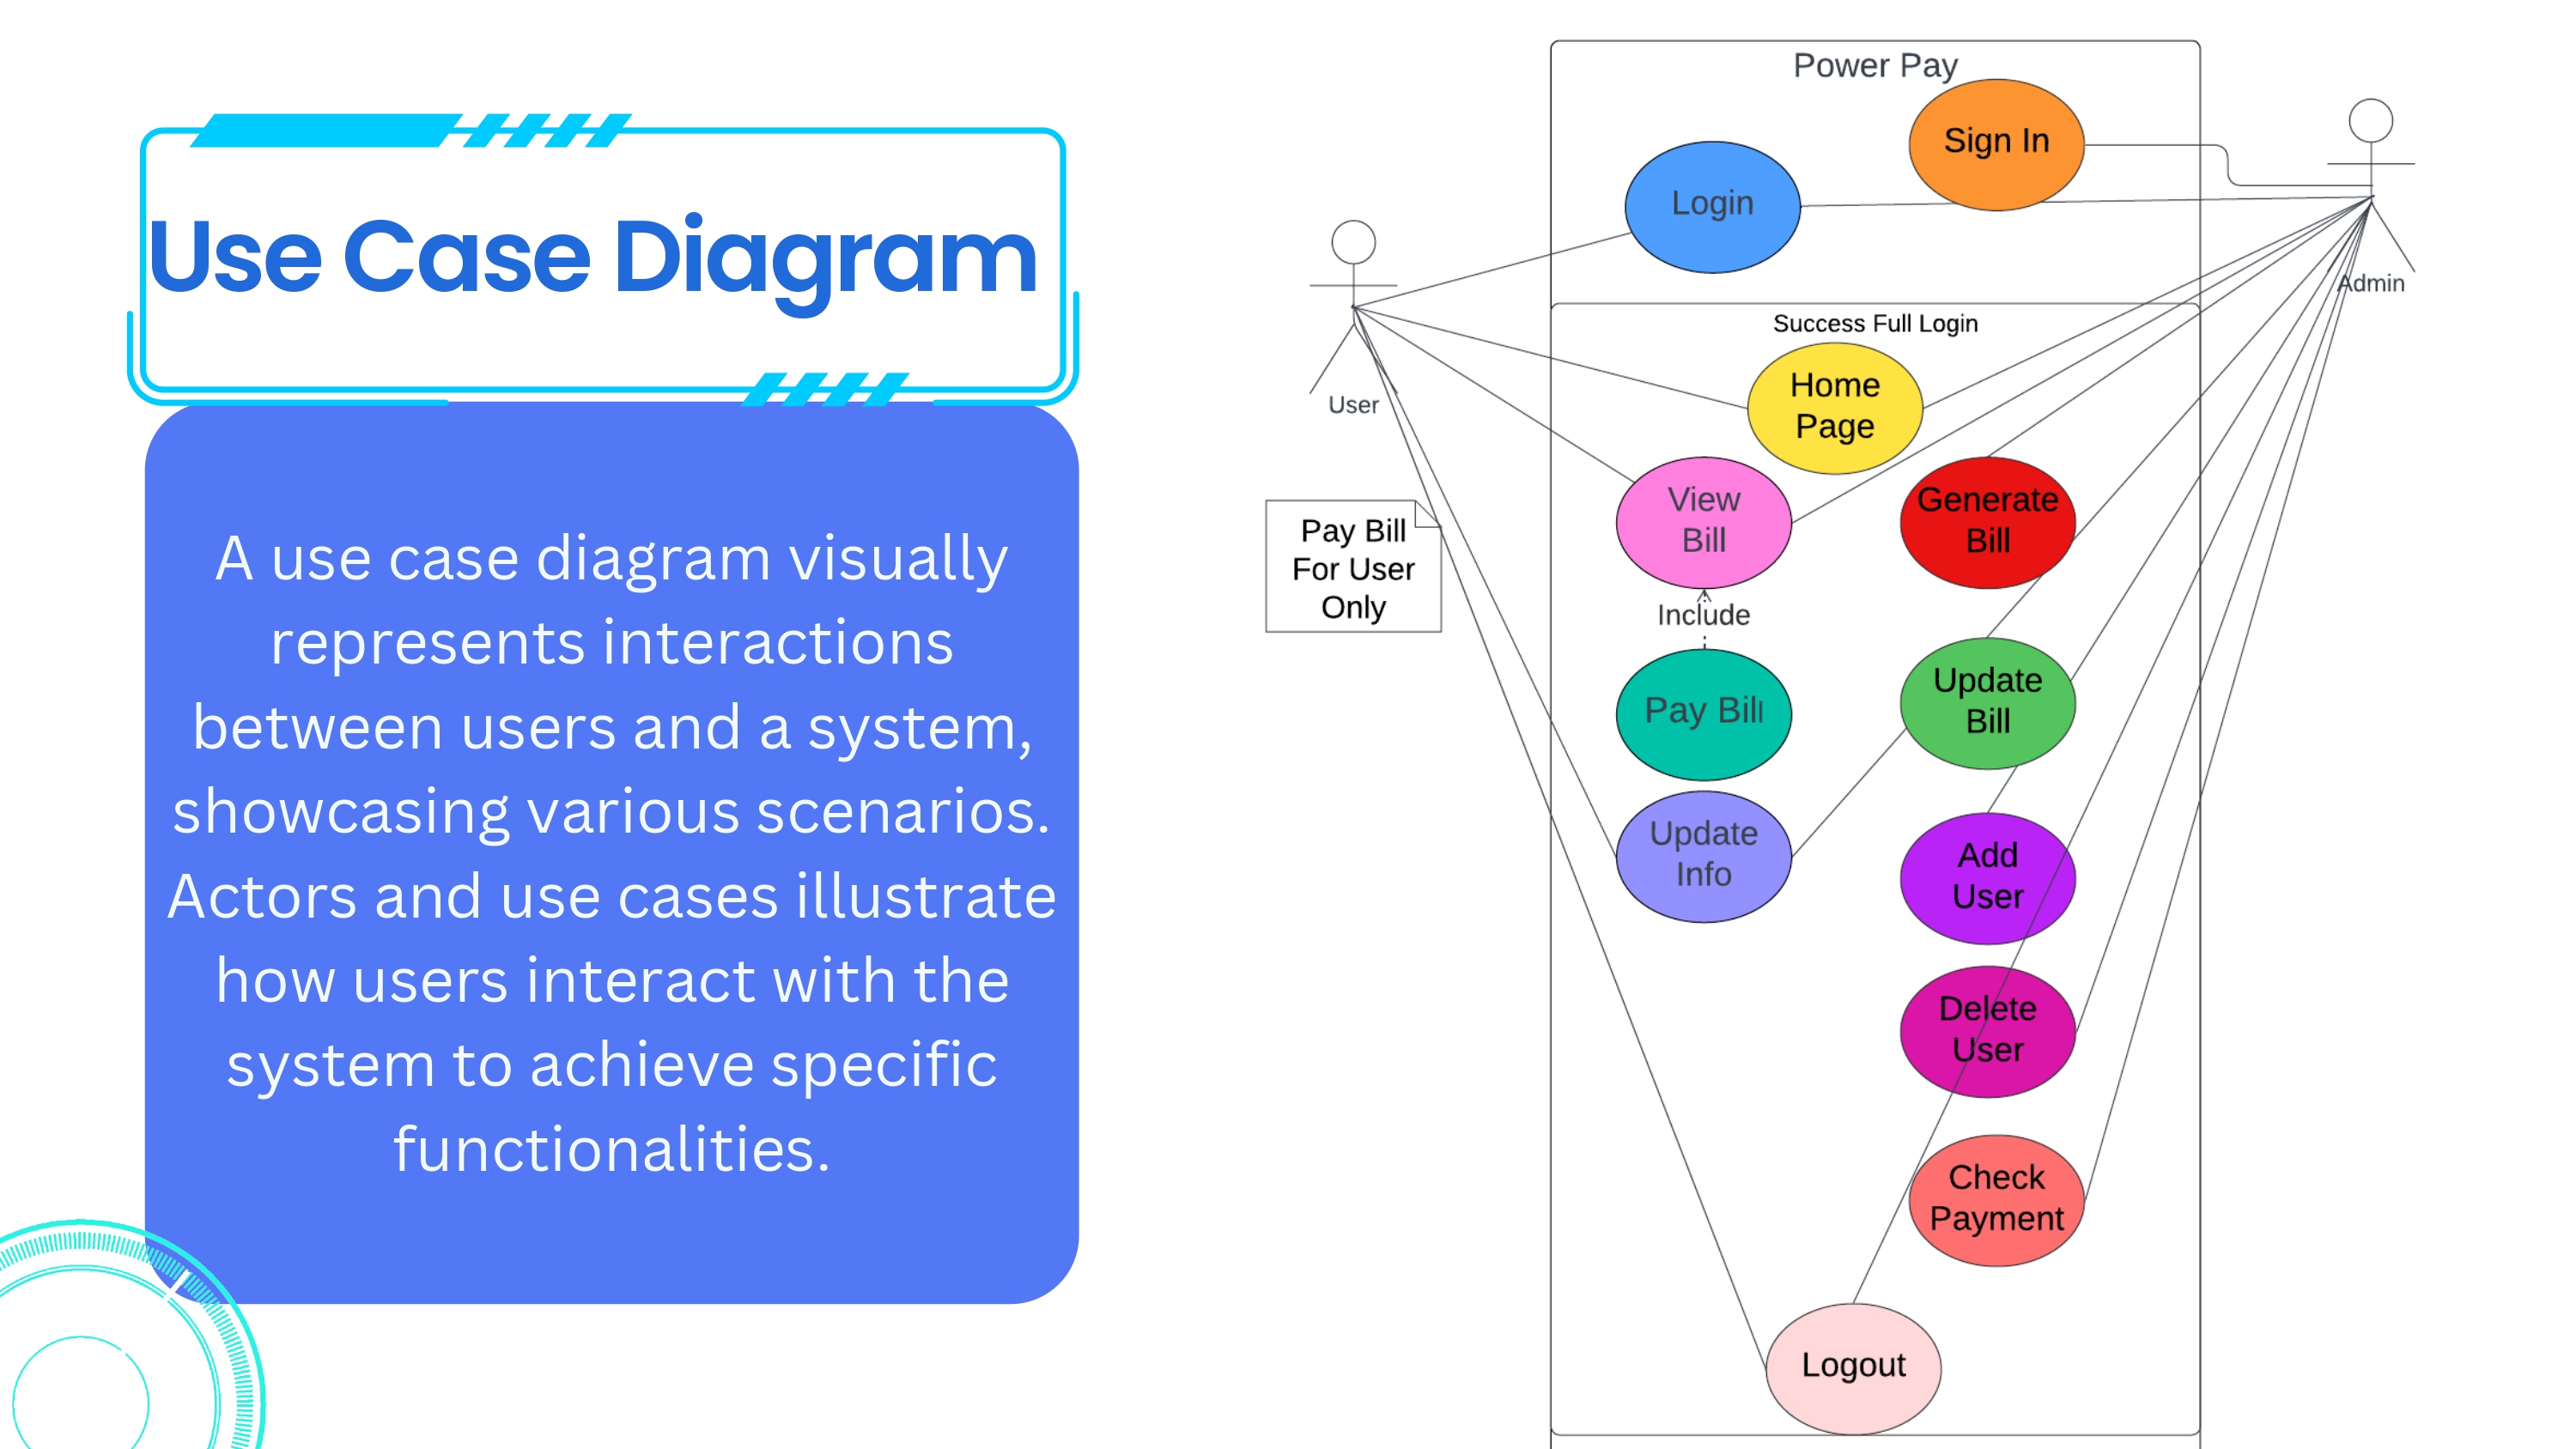 Use Case Diagram
A use case diagram visually
represents interactions
between users and a system,
showcasing various scenarios.
Actors and use cases illustrate
how users interact with the
system to achieve specific
functionalities.
Power Pay
Sign In
Login
Admin
User
Success Full Login
Home
Page
View
Bill
Generate
Bill
Pay Bill
For User
Only
Include
Pay Bill
Update
Bill
Update
Info
Add
User
Delete
User
Check
Payment
Logout